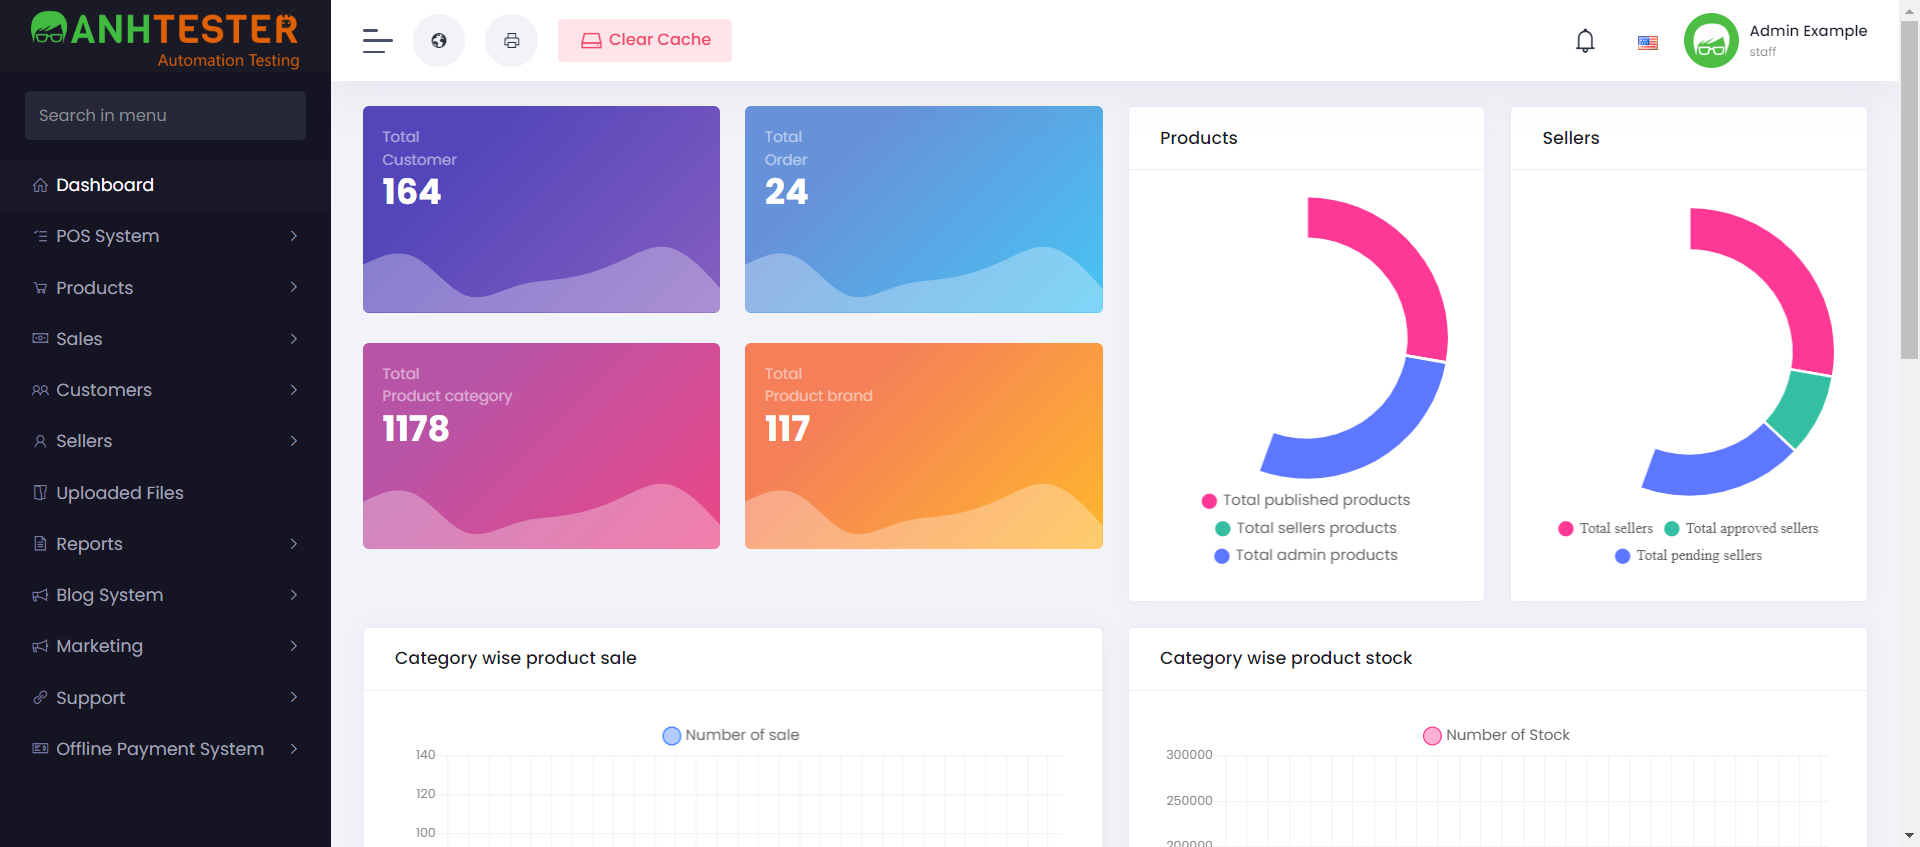 ANHTESTER
Automation Testing
Search in menu
Dashboard
POS System
Products
Sales
Customers
Sellers
Uploaded Files
Reports
Blog System
Marketing
Support
Offline Payment System
Clear Cache
Admin Example
staff
Total
Customer
164
Total
Order
24
Total
Product category
1178
Total
Product brand
117
Products
Total published products
Total sellers products
Total admin products
Sellers
Total sellers Total approved sellers
Total pending sellers
Category wise product sale
Number of sale
140
120
100
Category wise product stock
Number of Stock
300000
250000
200000